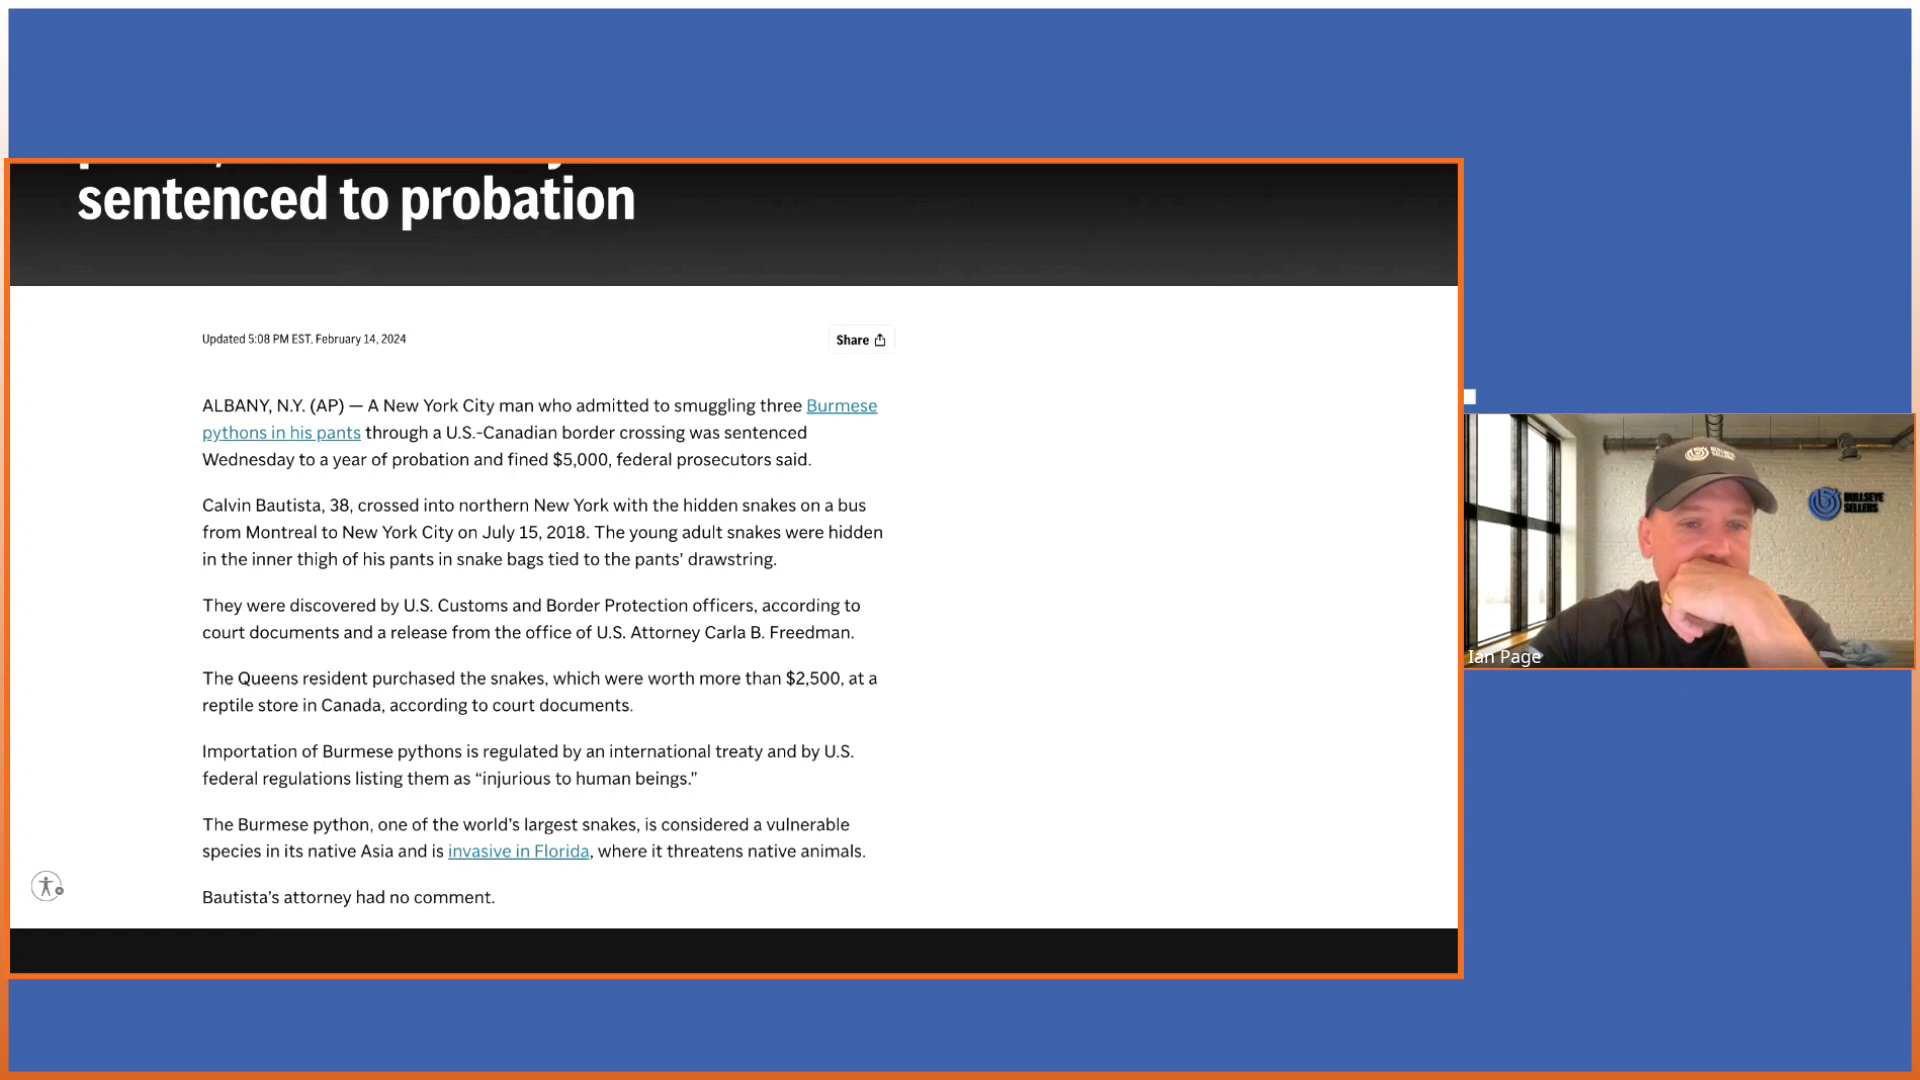 sentenced to probation
Updated 5:08 PM EST, February 14, 2024
Share
ALBANY, N.Y. (AP) — A New York City man who admitted to smuggling three Burmese
pythons in his pants through a U.S.-Canadian border crossing was sentenced
Wednesday to a year of probation and fined $5,000, federal prosecutors said.
Calvin Bautista, 38, crossed into northern New York with the hidden snakes on a bus
from Montreal to New York City on July 15, 2018. The young adult snakes were hidden
in the inner thigh of his pants in snake bags tied to the pants’ drawstring.
They were discovered by U.S. Customs and Border Protection officers, according to
court documents and a release from the office of U.S. Attorney Carla B. Freedman.
The Queens resident purchased the snakes, which were worth more than $2,500, at a
reptile store in Canada, according to court documents.
Importation of Burmese pythons is regulated by an international treaty and by U.S.
federal regulations listing them as “injurious to human beings.”
The Burmese python, one of the world’s largest snakes, is considered a vulnerable
species in its native Asia and is invasive in Florida, where it threatens native animals.
Bautista’s attorney had no comment.
BULLSEYE
SELLERS
Ian Page